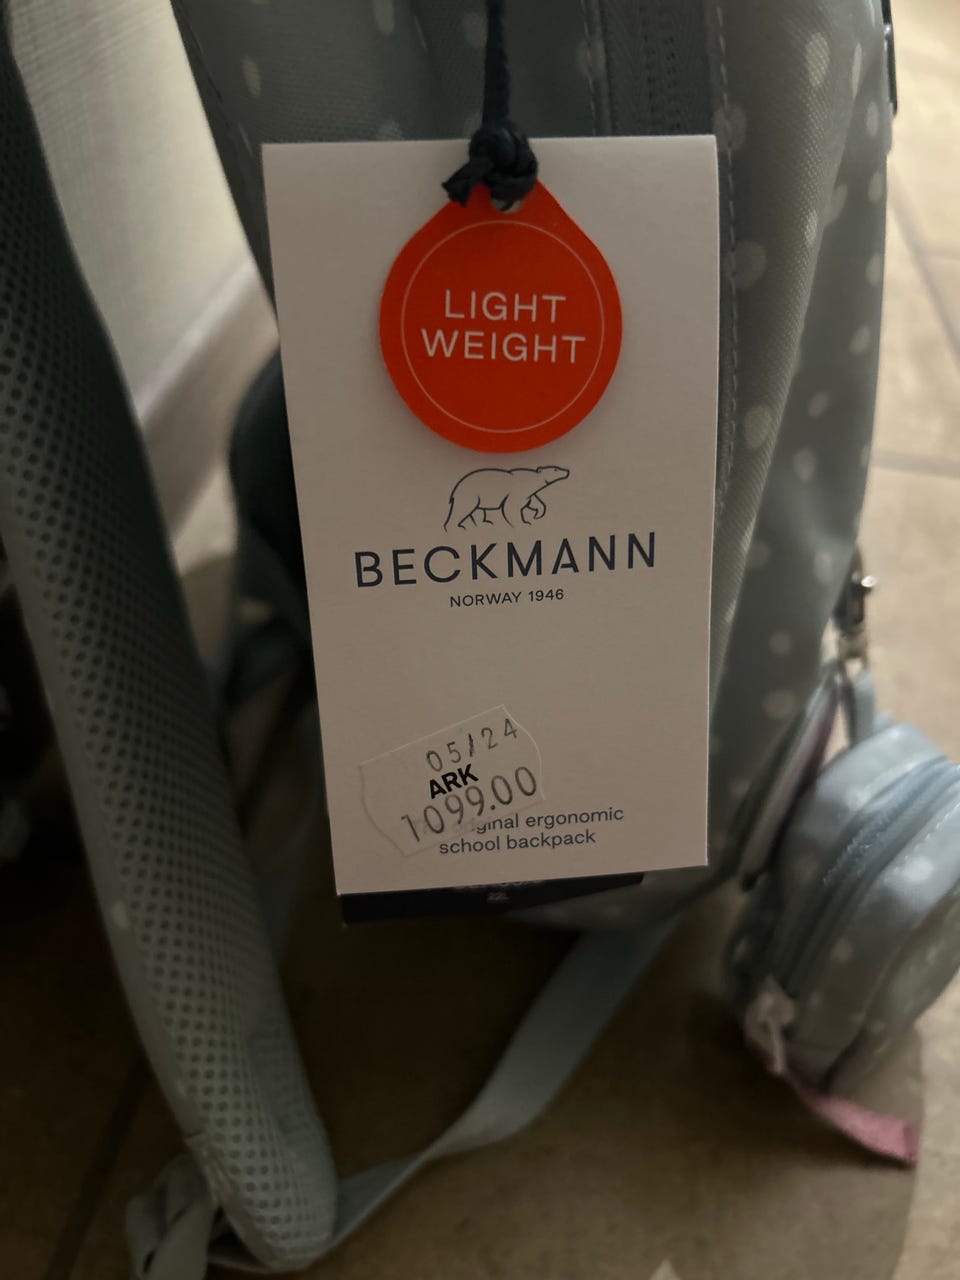 LIGHT
WEIGHT
BECKMANN
NORWAY 1946
05/24
ARK
1099.00
ergonomic
school backpack